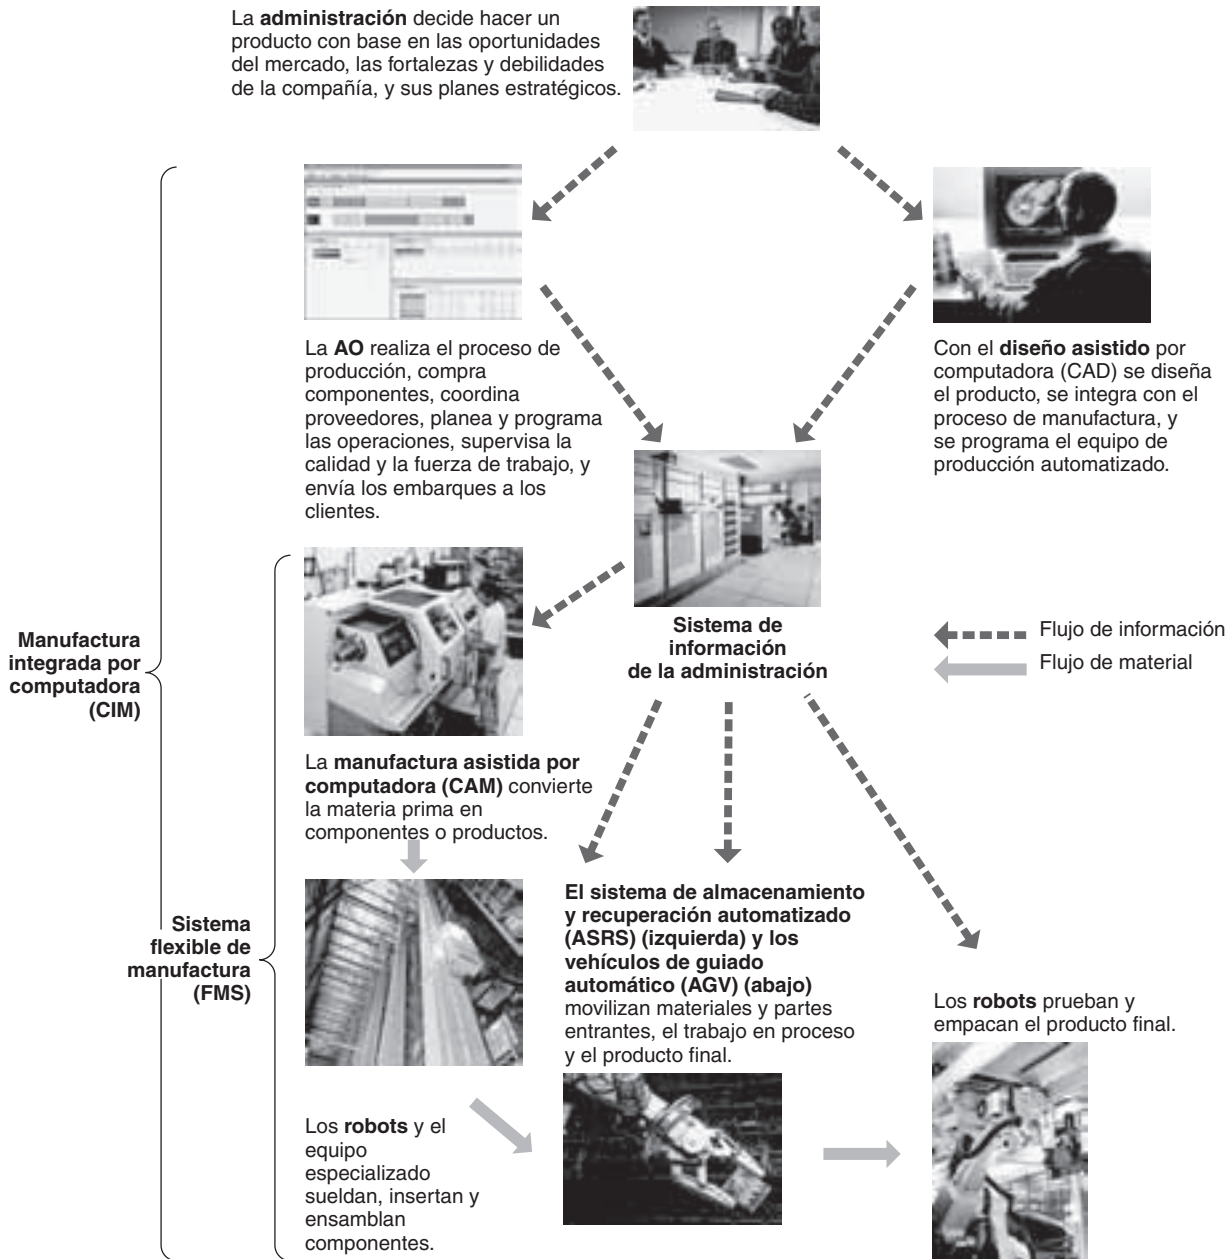 La administración decide hacer un
producto con base en las oportunidades
del mercado, las fortalezas y debilidades
de la compañía, y sus planes estratégicos.
La AO realiza el proceso de
producción, compra
componentes, coordina
proveedores, planea y programa
las operaciones, supervisa la
calidad y la fuerza de trabajo, y
envía los embarques a los
clientes.
Con el diseño asistido por
computadora (CAD) se diseña
el producto, se integra con el
proceso de manufactura, y
se programa el equipo de
producción automatizado.
Sistema de
información
de la administración
Flujo de información
Flujo de material
Manufactura
integrada por
computadora
(CIM)
La manufactura asistida por
computadora (CAM) convierte
la materia prima en
componentes o productos.
Sistema
flexible de
manufactura
(FMS)
El sistema de almacenamiento
y recuperación automatizado
(ASRS) (izquierda) y los
vehículos de guiado
automático (AGV) (abajo)
movilizan materiales y partes
entrantes, el trabajo en proceso
y el producto final.
Los robots prueban y
empacan el producto final.
Los robots y el
equipo
especializado
sueldan, insertan y
ensamblan
componentes.